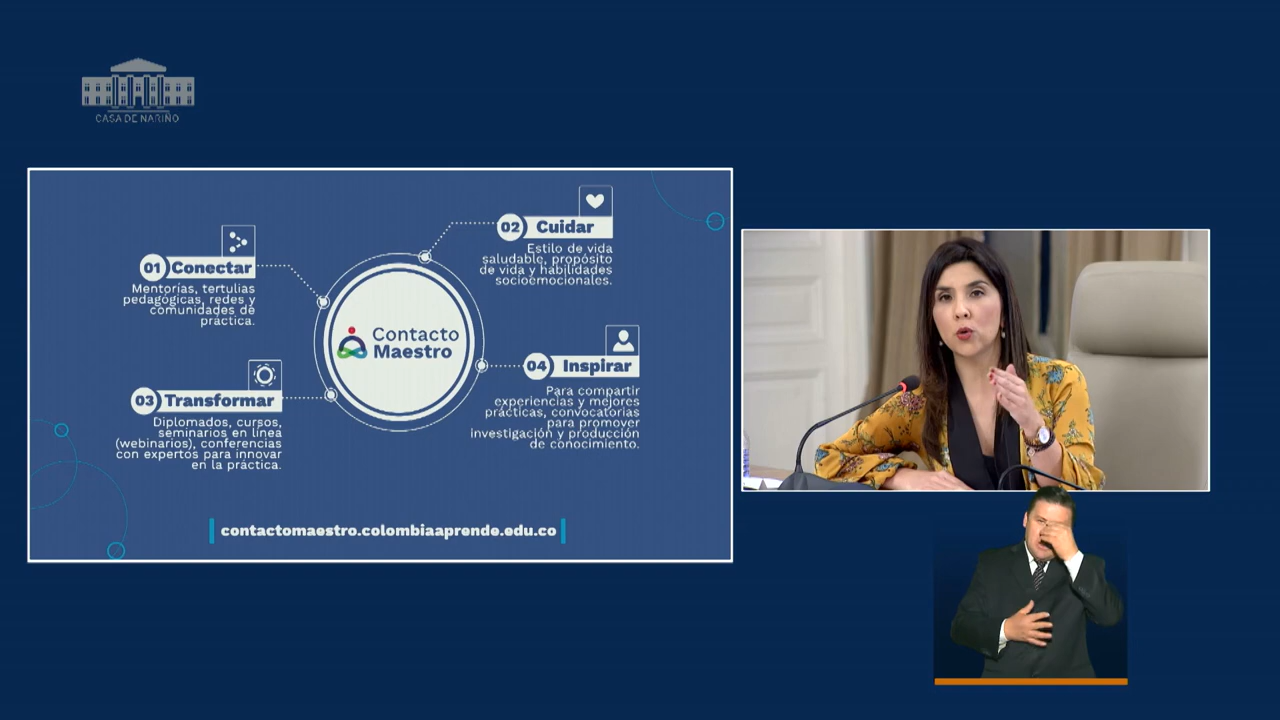 CASA DE NARIÑO
01 Conectar
Mentorías, tertulias
pedagógicas, redes y
comunidades de
práctica.
02 Cuidar
Estilo de vida
saludable, propósito
de vida y habilidades
socioemocionales.
Contacto
Maestro
03 Transformar
Diplomados, cursos,
seminarios en línea
(webinarios), conferencias
con expertos para innovar
en la práctica.
04 Inspirar
Para compartir
experiencias y mejores
prácticas, convocatorias
para promover
investigación y producción
de conocimiento.
contactomaestro.colombiaaprende.edu.co